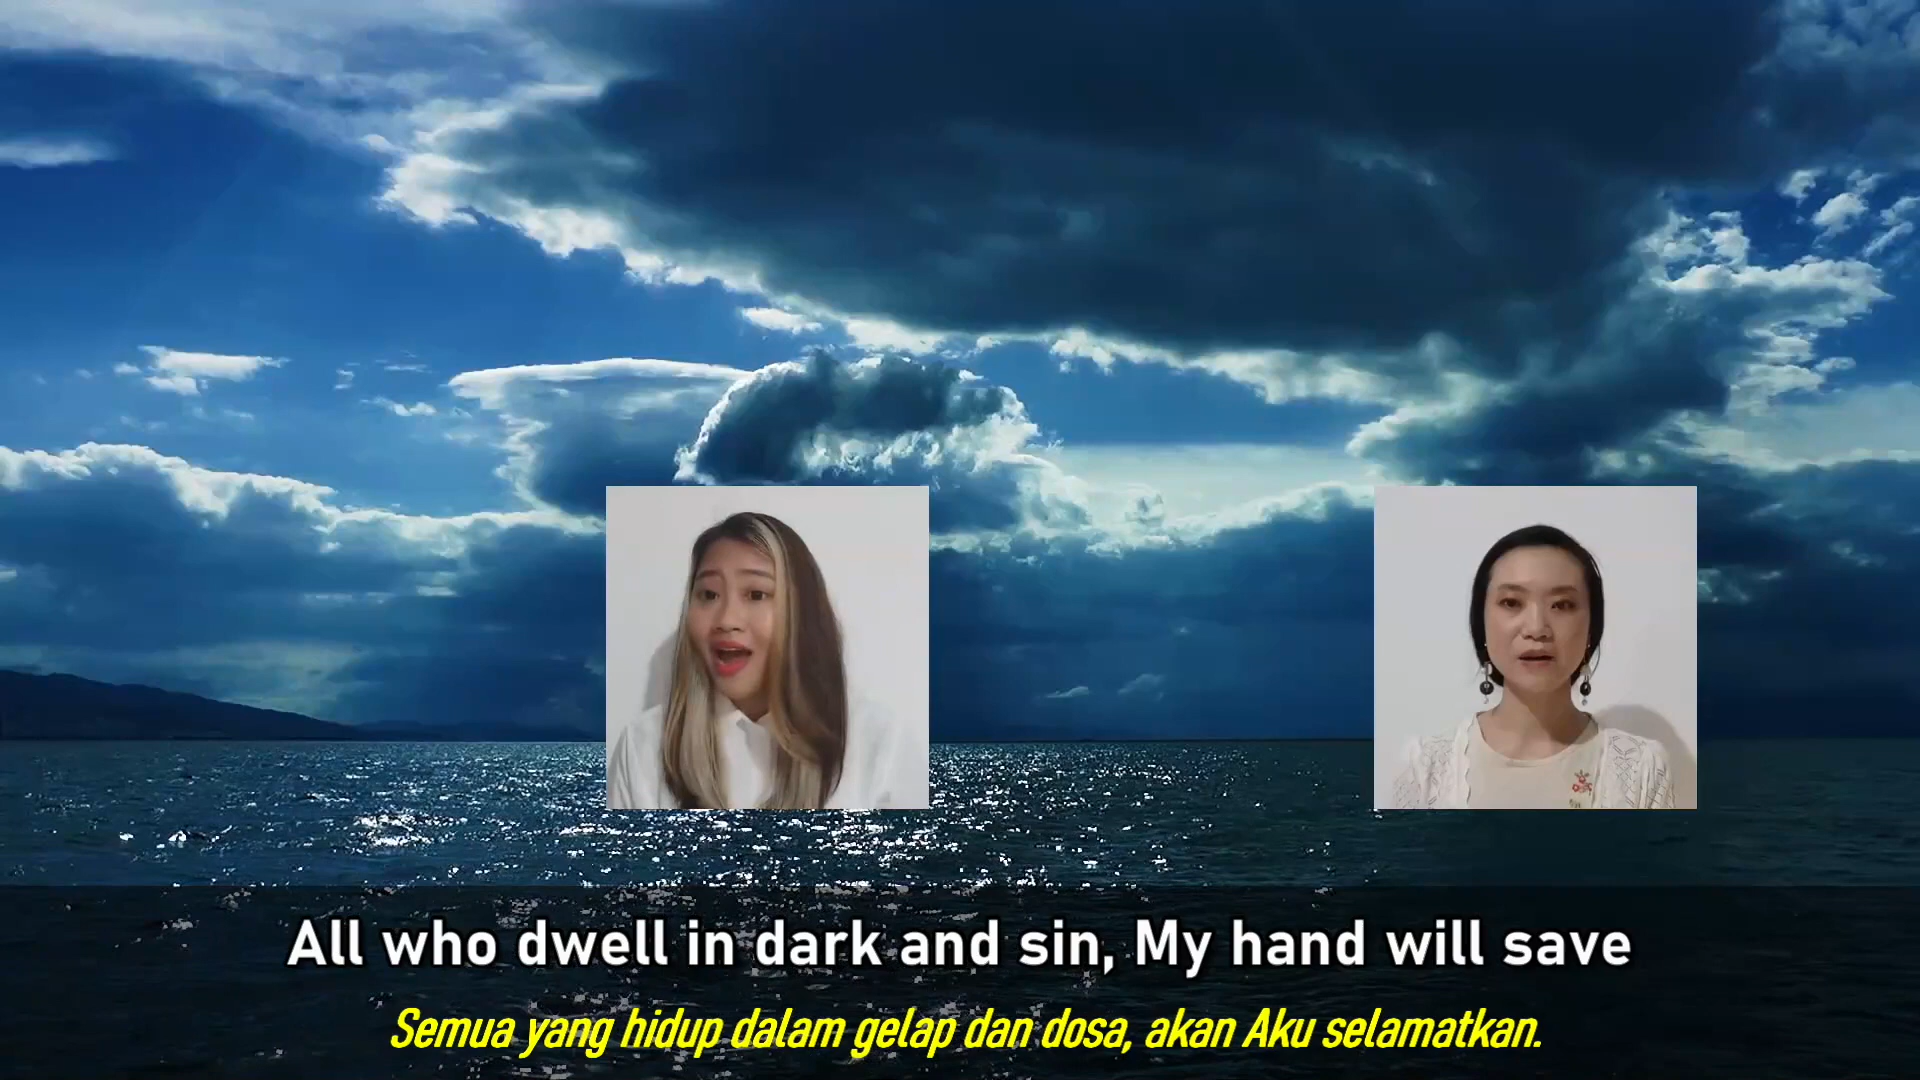 All who dwell in dark and sin, My hand will save
Semua yang hidup dalam gelap dan dosa, akan Aku selamatkan.